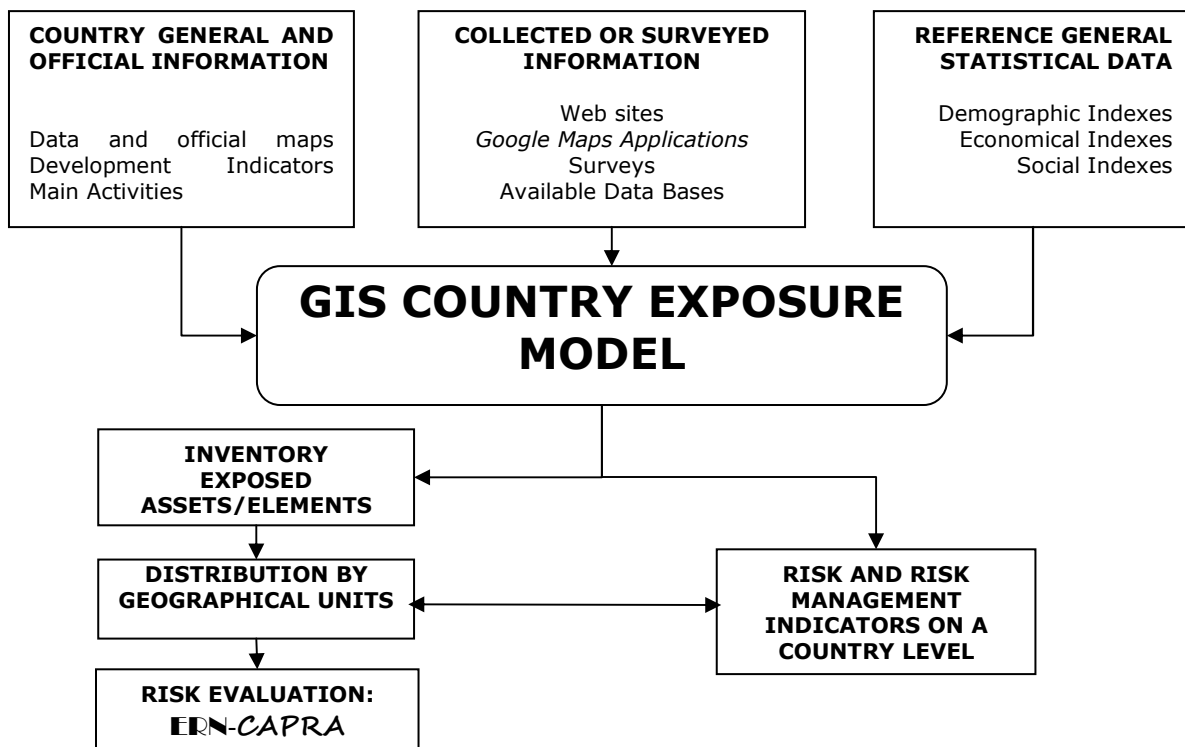 COUNTRY GENERAL AND
OFFICIAL INFORMATION
Data and official maps
Development Indicators
Main Activities
COLLECTED OR SURVEYED
INFORMATION
Web sites
Google Maps Applications
Surveys
Available Data Bases
REFERENCE GENERAL
STATISTICAL DATA
Demographic Indexes
Economical Indexes
Social Indexes
GIS COUNTRY EXPOSURE
MODEL
INVENTORY
EXPOSED
ASSETS/ELEMENTS
DISTRIBUTION BY
GEOGRAPHICAL UNITS
RISK AND RISK
MANAGEMENT
INDICATORS ON A
COUNTRY LEVEL
RISK EVALUATION:
ERN-CAPRA